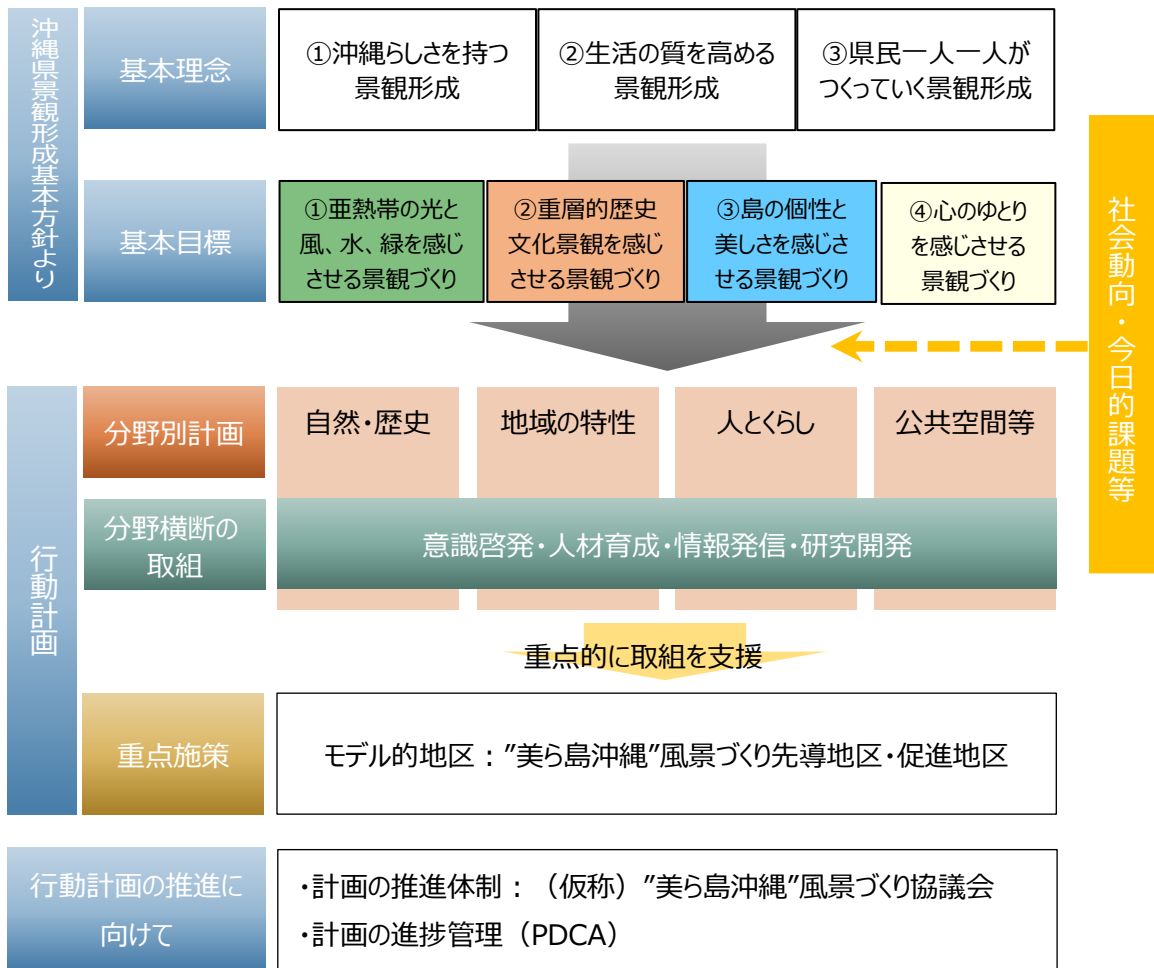 沖縄県景観形成基本方針より
基本理念
①沖縄らしさを持つ
景観形成
②生活の質を高める
景観形成
③県民一人一人が
つくっていく景観形成
基本目標
①亜熱帯の光と
風、水、緑を感じ
させる景観づくり
②重層的歴史
文化景観を感じ
させる景観づくり
③島の個性と
美しさを感じさ
せる景観づくり
④心のゆとり
を感じさせる
景観づくり
社会動向・今日的課題等
行動計画
分野別計画
自然・歴史
地域の特性
人とくらし
公共空間等
分野横断の
取組
意識啓発・人材育成・情報発信・研究開発
重点的に取組を支援
重点施策
モデル的地区：”美ら島沖縄”風景づくり先導地区・促進地区
行動計画の推進に
向けて
・計画の推進体制：（仮称）”美ら島沖縄”風景づくり協議会
・計画の進捗管理（PDCA）